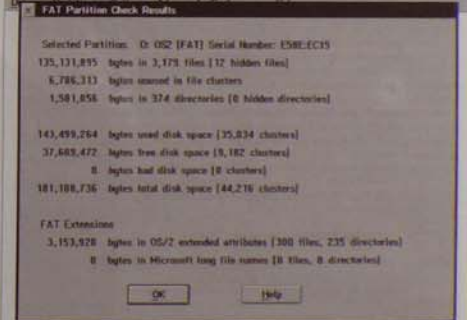 FAT Partition Check Results
Selected Partition: D: OS2 [FAT] Serial Number: E58E:EC15
135,131,895 bytes in 3,179 files [12 hidden files]
6,786,313 bytes unused in file clusters
1,581,056 bytes in 374 directories [0 hidden directories]
143,499,264 bytes used disk space [35,034 clusters]
37,609,472 bytes free disk space [9,182 clusters]
0 bytes bad disk space [0 clusters]
181,108,736 bytes total disk space [44,216 clusters]
FAT Extensions
3,153,920 bytes in OS/2 extended attributes [300 files, 235 directories]
0 bytes in Microsoft long file names [0 files, 0 directories]
OK Help